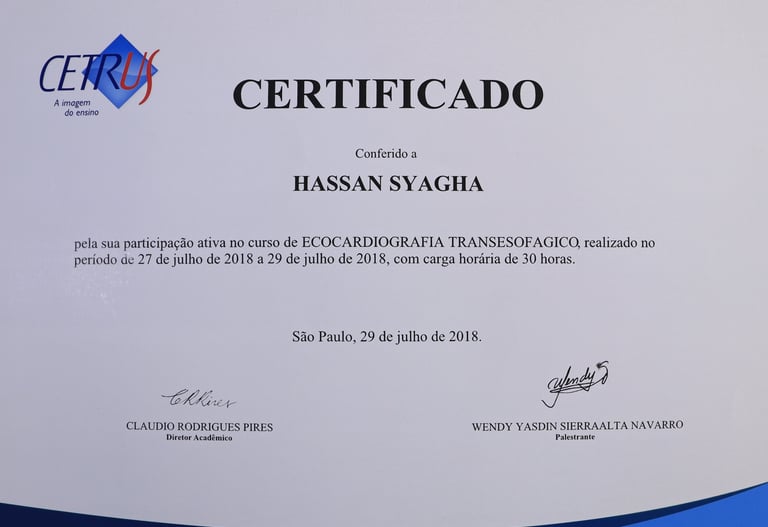 CETRUS
A imagem
do ensino
CERTIFICADO
Conferido a
HASSAN SYAGHA
pela sua participação ativa no curso de ECOCARDIOGRAFIA TRANSESOFAGICO, realizado no
período de 27 de julho de 2018 a 29 de julho de 2018, com carga horária de 30 horas.
São Paulo, 29 de julho de 2018.
Wendy S
CLAUDIO RODRIGUES PIRES
Diretor Acadêmico
WENDY YASDIN SIERRAALTA NAVARRO
Palestrante